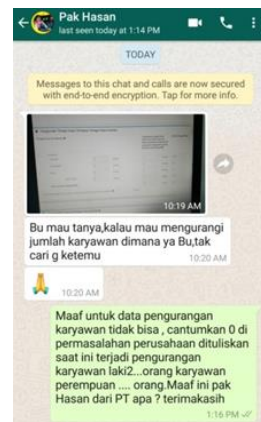 Pak Hasan
last seen today at 1:14 PM
TODAY
Messages to this chat and calls are now secured
with end-to-end encryption. Tap for more info.
10:19 AM
Bu mau tanya,kalau mau mengurangi
jumlah karyawan dimana ya Bu,tak
cari g ketemu
10:20 AM
🙏
10:20 AM
Maaf untuk data pengurangan
karyawan tidak bisa , cantumkan 0 di
permasalahan perusahaan dituliskan
saat ini terjadi pengurangan
karyawan laki2...orang karyawan
perempuan .... orang.Maaf ini pak
Hasan dari PT apa ? terimakasih
1:16 PM